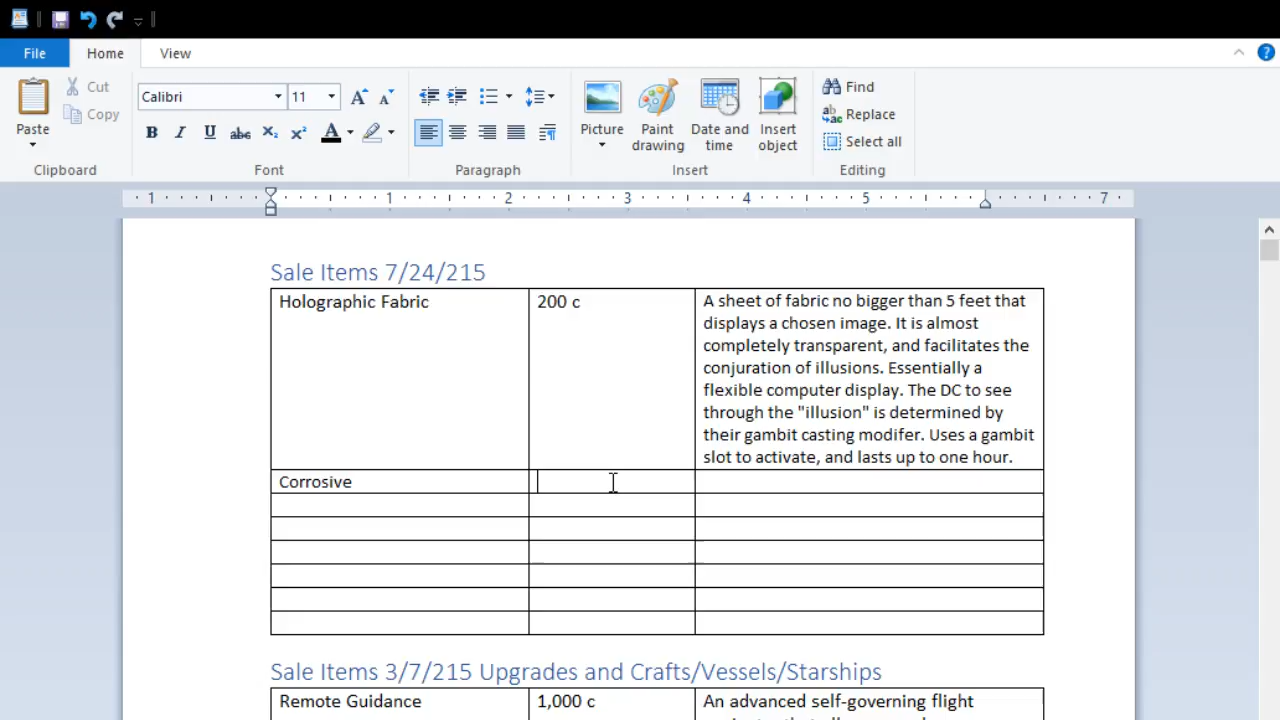 File Home View
Paste
Cut
Copy
Clipboard
Calibri 11
A A
B I U abc X₂ X² A
Font
Paragraph
Picture
Paint drawing
Date and time
Insert object
Insert
Find
Replace
Select all
Editing
1 1 2 3 4 5 7
Sale Items 7/24/215
Holographic Fabric
200 c
A sheet of fabric no bigger than 5 feet that
displays a chosen image. It is almost
completely transparent, and facilitates the
conjuration of illusions. Essentially a
flexible computer display. The DC to see
through the "illusion" is determined by
their gambit casting modifer. Uses a gambit
slot to activate, and lasts up to one hour.
Corrosive
Sale Items 3/7/215 Upgrades and Crafts/Vessels/Starships
Remote Guidance
1,000 c
An advanced self-governing flight